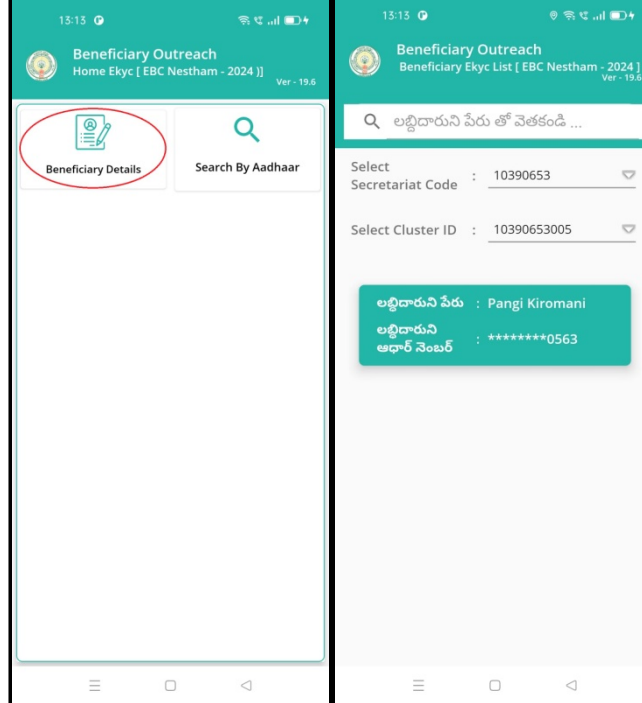 13:13
Beneficiary Outreach
Home Ekyc [ EBC Nestham - 2024 )]
Ver - 19.6
Beneficiary Details
Search By Aadhaar
13:13
Beneficiary Outreach
Beneficiary Ekyc List [ EBC Nestham - 2024 ]
Ver - 19.6
లబ్దిదారుని పేరు తో వెతకండి ...
Select
Secretariat Code : 10390653
Select Cluster ID : 10390653005
లబ్ధిదారుని పేరు : Pangi Kiromani
లబ్ధిదారుని
ఆధార్ నెంబర్ : ********0563